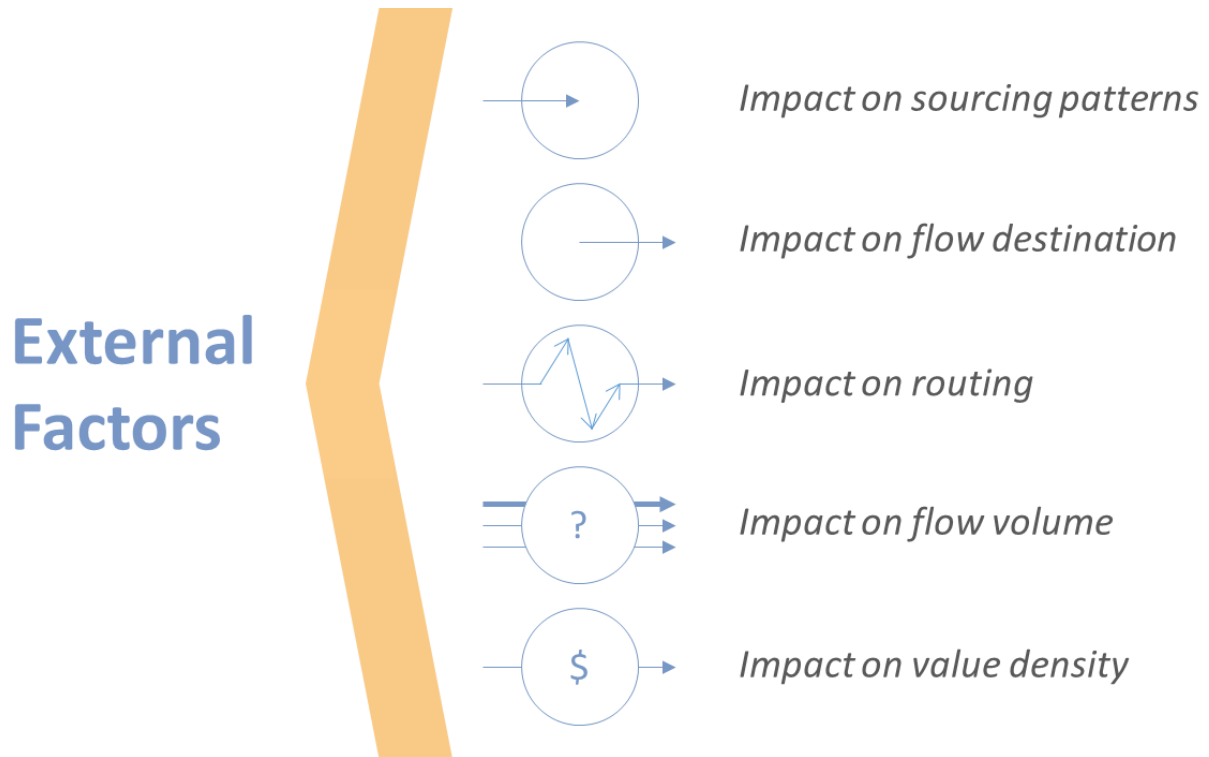 External
Factors
Impact on sourcing patterns
Impact on flow destination
Impact on routing
?
Impact on flow volume
$
Impact on value density